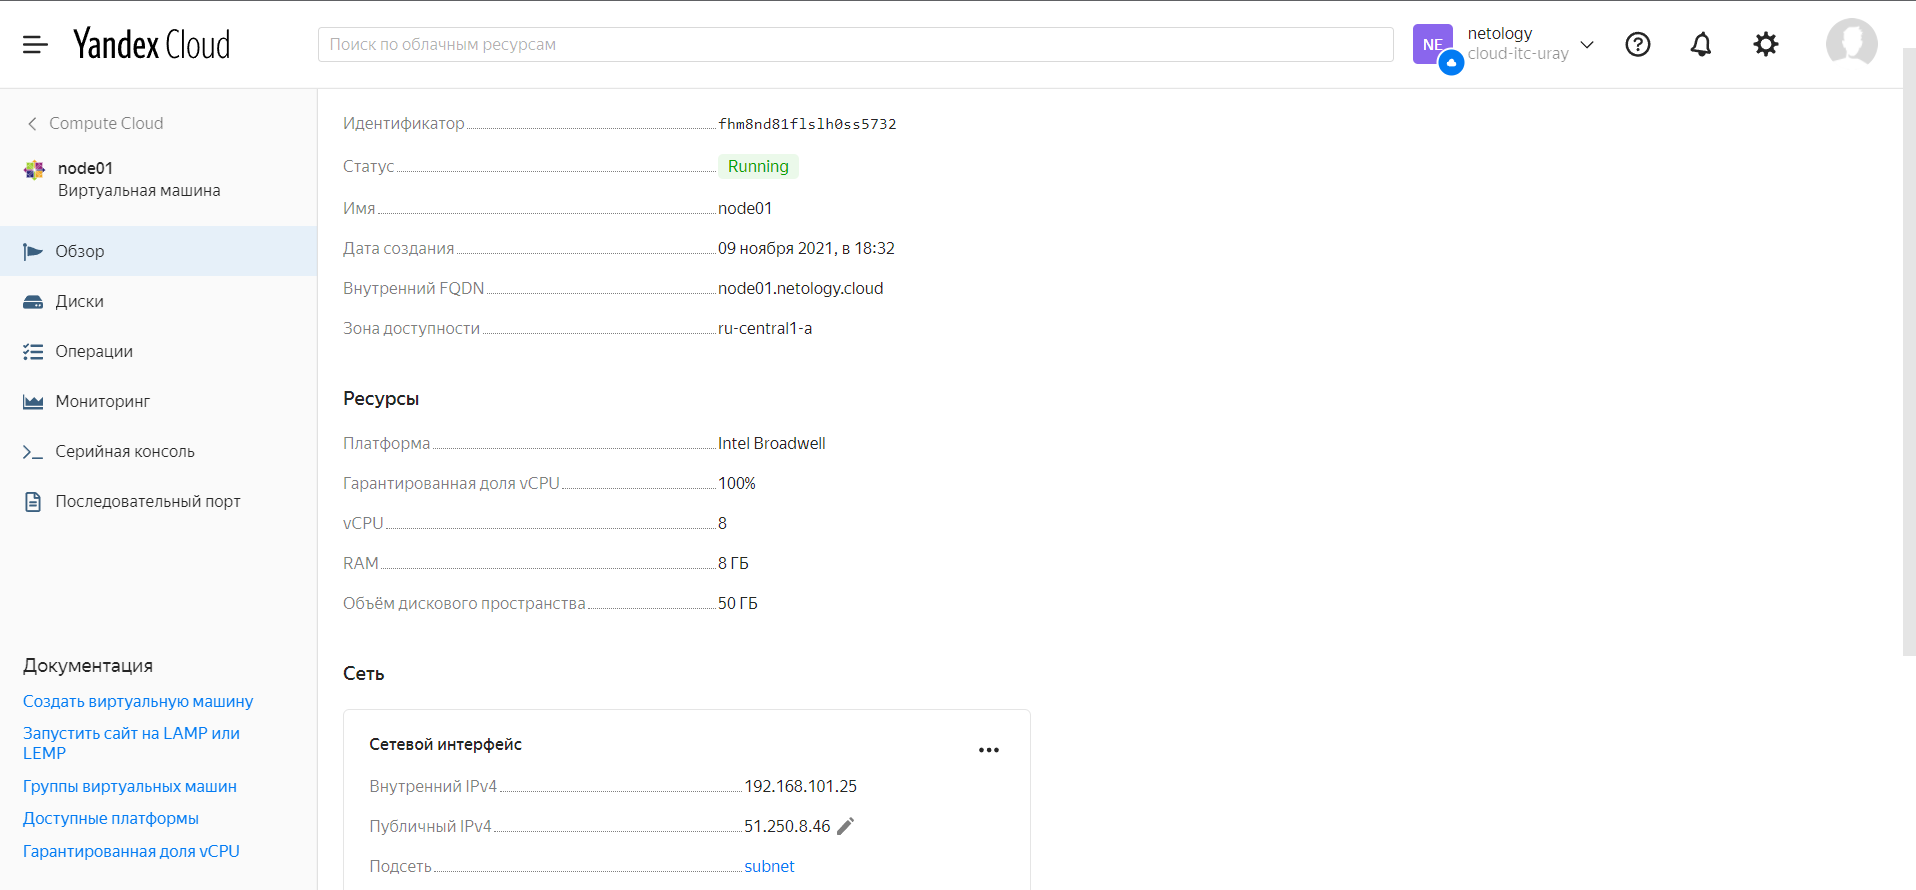 Yandex Cloud
Поиск по облачным ресурсам
NE
netology
cloud-itc-uray
Compute Cloud
node01
Виртуальная машина
Обзор
Диски
Операции
Мониторинг
Серийная консоль
Последовательный порт
Документация
Создать виртуальную машину
Запустить сайт на LAMP или
LEMP
Группы виртуальных машин
Доступные платформы
Гарантированная доля vCPU
Идентификатор fhm8nd81flslh0ss5732
Статус Running
Имя node01
Дата создания 09 ноября 2021, в 18:32
Внутренний FQDN node01.netology.cloud
Зона доступности ru-central1-a
Ресурсы
Платформа Intel Broadwell
Гарантированная доля vCPU 100%
vCPU 8
RAM 8 ГБ
Объём дискового пространства 50 ГБ
Сеть
Сетевой интерфейс
Внутренний IPv4 192.168.101.25
Публичный IPv4 51.250.8.46
Подсеть subnet